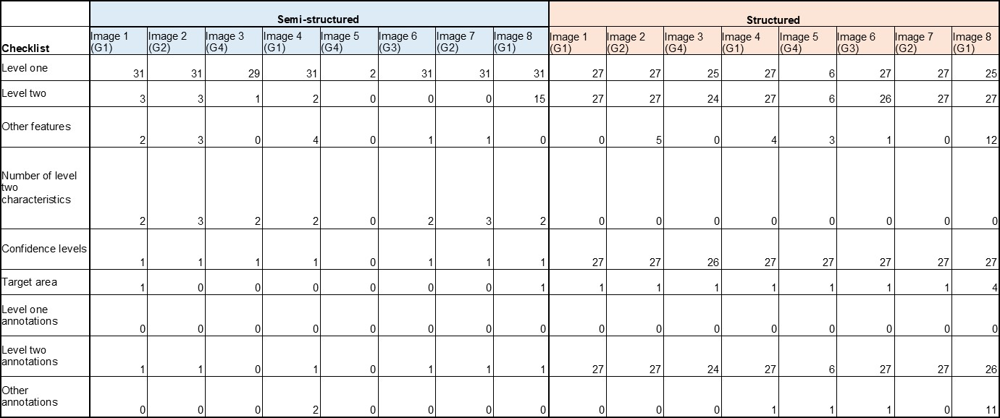 Semi-structured Structured
Checklist Image 1 (G1) Image 2 (G2) Image 3 (G4) Image 4 (G1) Image 5 (G4) Image 6 (G3) Image 7 (G2) Image 8 (G1) Image 1 (G1) Image 2 (G2) Image 3 (G4) Image 4 (G1) Image 5 (G4) Image 6 (G3) Image 7 (G2) Image 8 (G1)
Level one 31 31 29 31 2 31 31 31 27 27 25 27 6 27 27 25
Level two 3 3 1 2 0 0 0 15 27 27 24 27 6 26 27 27
Other features 2 3 0 4 0 1 1 0 0 5 0 4 3 1 0 12
Number of level two characteristics 2 3 2 2 0 2 3 2 0 0 0 0 0 0 0 0
Confidence levels 1 1 1 1 0 1 1 1 27 27 26 27 27 27 27 27
Target area 1 0 0 0 0 0 0 1 1 1 1 1 1 1 1 4
Level one annotations 0 0 0 0 0 0 0 0 0 0 0 0 0 0 0 0
Level two annotations 1 1 0 1 0 1 1 1 27 27 24 27 6 27 27 26
Other annotations 0 0 0 2 0 0 0 0 0 0 0 1 1 1 0 11